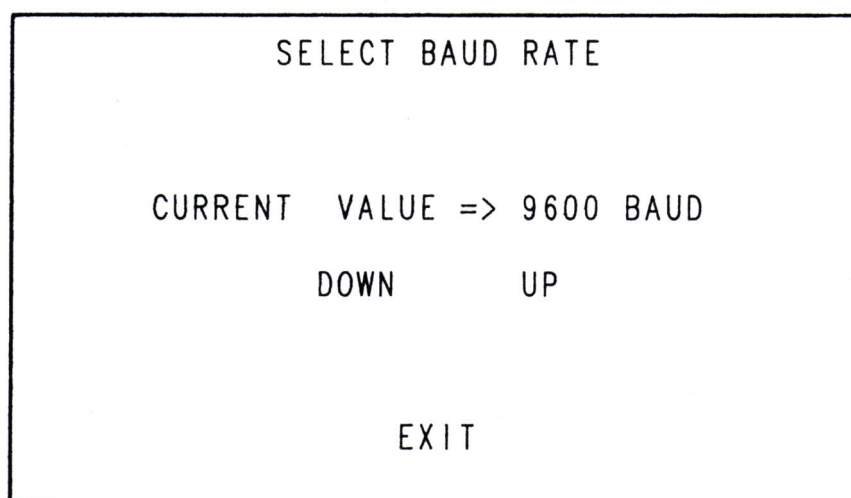 SELECT BAUD RATE
CURRENT VALUE => 9600 BAUD
DOWN UP
EXIT